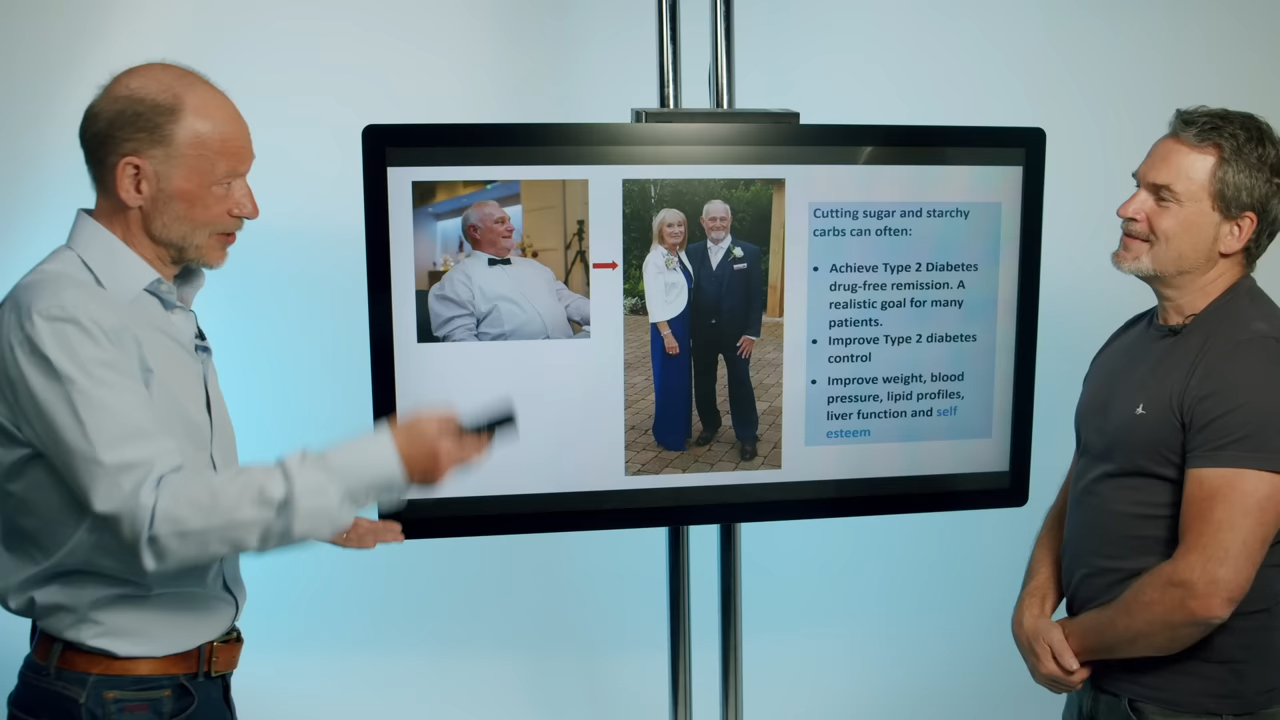 Cutting sugar and starchy
carbs can often:
• Achieve Type 2 Diabetes
drug-free remission. A
realistic goal for many
patients.
• Improve Type 2 diabetes
control
• Improve weight, blood
pressure, lipid profiles,
liver function and self
esteem